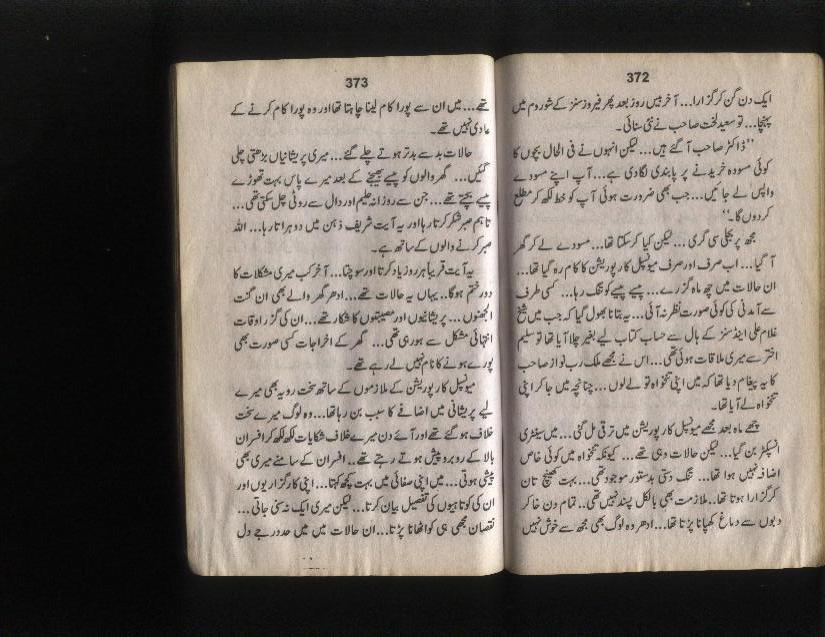 372
ایک دن گن کر گزارا... آخر بیس روز بعد پھر فیروز سنز کے شوروم میں
پہنچا... تو سعید لخت صاحب نے نئی سنائی۔
"ڈاکٹر صاحب آ گئے ہیں... لیکن انہوں نے فی الحال بچوں کا
کوئی مسودہ خریدنے پر پابندی لگا دی ہے... آپ اپنے مسودے
واپس لے جائیں... جب بھی ضرورت ہوئی آپ کو خط لکھ کر مطلع
کر دوں گا۔"
مجھ پر بجلی سی گری... لیکن کیا کر سکتا تھا... مسودے لے کر گھر
آ گیا... اب صرف اور صرف میونسپل کارپوریشن کا کام رہ گیا تھا...
ان حالات میں چھ ماہ گزرے... پیسے پیسے کو تنگ رہا... کسی طرف
سے آمدنی کی کوئی صورت نظر نہ آئی... یہ بتانا بھول گیا کہ جب میں شیخ
غلام علی اینڈ سنز کے ہاں سے حساب کتاب لیے بغیر چلا آیا تھا تو سلیم
اختر سے میری ملاقات ہوئی تھی... اس نے مجھے ملک رب نواز صاحب
کا یہ پیغام دیا تھا کہ میں اپنی تنخواہ تو لے لوں... چنانچہ میں جا کر اپنی
تنخواہ لے آیا تھا۔
چھے ماہ بعد مجھے میونسپل کارپوریشن میں ترقی مل گئی... میں سینٹری
انسپکٹر بن گیا... لیکن حالات وہی تھے... کیونکہ تنخواہ میں کوئی خاص
اضافہ نہیں ہوا تھا... تنگ دستی بدستور موجود تھی... بہت کھینچ تان
کر گزارا ہوتا تھا.. ملازمت بھی بالکل پسند نہیں تھی.. تمام دن خاکر
وبوں سے دماغ کھپانا پڑتا تھا... ادھر وہ لوگ بھی مجھ سے خوش نہیں
373
تھے... میں ان سے پورا کام لینا چاہتا تھا اور وہ پورا کام کرنے کے
عادی نہیں تھے۔
حالات بد سے بدتر ہوتے چلے گئے... میری پریشانیاں بڑھتی چلی
گئیں... گھر والوں کو پیسے بھیجنے کے بعد میرے پاس بہت تھوڑے
پیسے بچتے تھے... جن سے روزانہ حلیم اور دال سے روٹی چل سکتی تھی...
تاہم صبر شکر کرتا رہا اور یہ آیت شریف ذہن میں دوہراتا رہا... اللہ
صبر کرنے والوں کے ساتھ ہے۔
یہ آیت قریباً ہر روز یاد کرتا اور سوچتا... آخر کب میری مشکلات کا
دور ختم ہو گا.. یہاں یہ حالات تھے... ادھر گھر والے بھی ان گنت
الجھنوں... پریشانیوں اور مصیبتوں کا شکار تھے... ان کی گزر اوقات
انتہائی مشکل سے ہو رہی تھی... گھر کے اخراجات کسی صورت بھی
پورے ہونے کا نام نہیں لے رہے تھے۔
میونسپل کارپوریشن کے ملازموں کے ساتھ سخت رویہ بھی میرے
لیے پریشانی میں اضافے کا سبب بن رہا تھا... وہ لوگ میرے سخت
خلاف ہو گئے تھے اور آئے دن میرے خلاف شکایات لکھ لکھ کر افسران
بالا کے روبرو پیش ہوتے رہتے تھے.. افسران کے سامنے میری بھی
پیشی ہوتی... میں اپنی صفائی میں بہت کچھ کہتا... اپنی کارگزاریوں اور
ان کی کوتاہیوں کی تفصیل بیان کرتا... لیکن میری ایک نہ سنی جاتی...
نقصان مجھی ہی کو اٹھانا پڑتا... ان حالات میں میں حد درجے دل